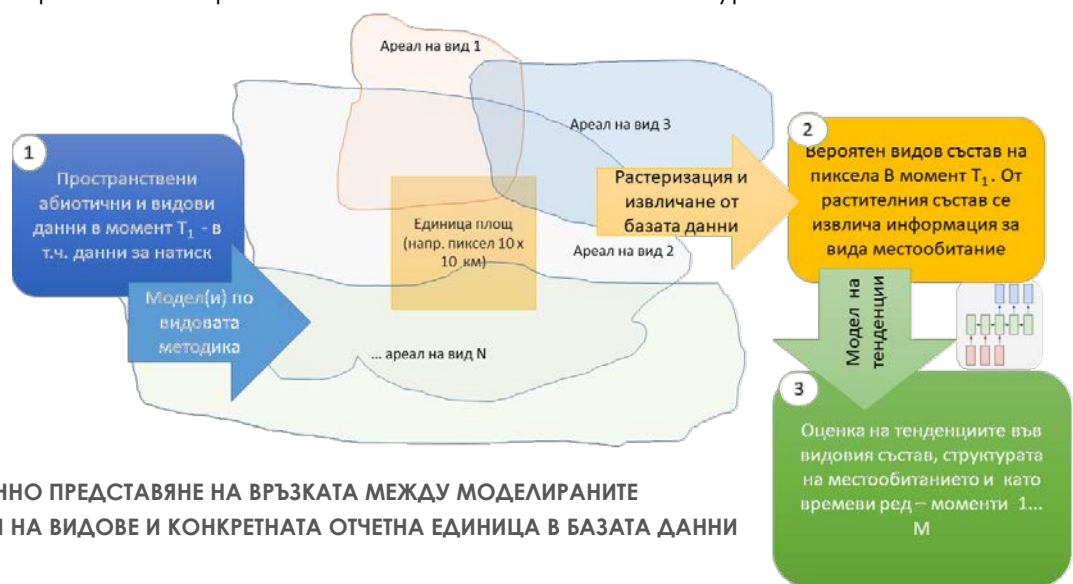 Ареал на вид 1
1
Пространствени
абиотични и видови
данни в момент T₁ - в
т.ч. данни за натиск
Модел(и) по
видовата
методика
Ареал на вид 3
Единица площ
(напр. пиксел 10 x
10 км)
Ареал на вид 2
... ареал на вид N
Растеризация и
извличане от
базата данни
2
Вероятен видов състав на
пиксела В момент T₁. От
растителния състав се
извлича информация за
вида местообитание
Модел на
тенденции
3
Оценка на тенденциите във
видовия състав, структурата
на местообитанието и като
времеви ред – моменти 1...
М
ННО ПРЕДСТАВЯНЕ НА ВРЪЗКАТА МЕЖДУ МОДЕЛИРАНИТЕ
НА ВИДОВЕ И КОНКРЕТНАТА ОТЧЕТНА ЕДИНИЦА В БАЗАТА ДАННИ